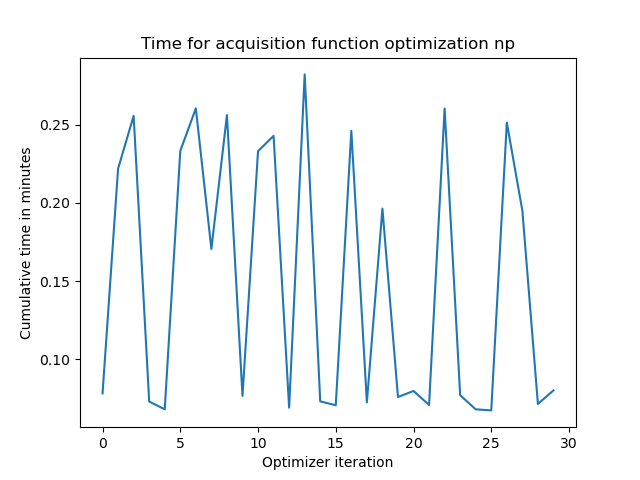 Time for acquisition function optimization np
Cumulative time in minutes
0.25
0.20
0.15
0.10
0 5 10 15 20 25 30
Optimizer iteration